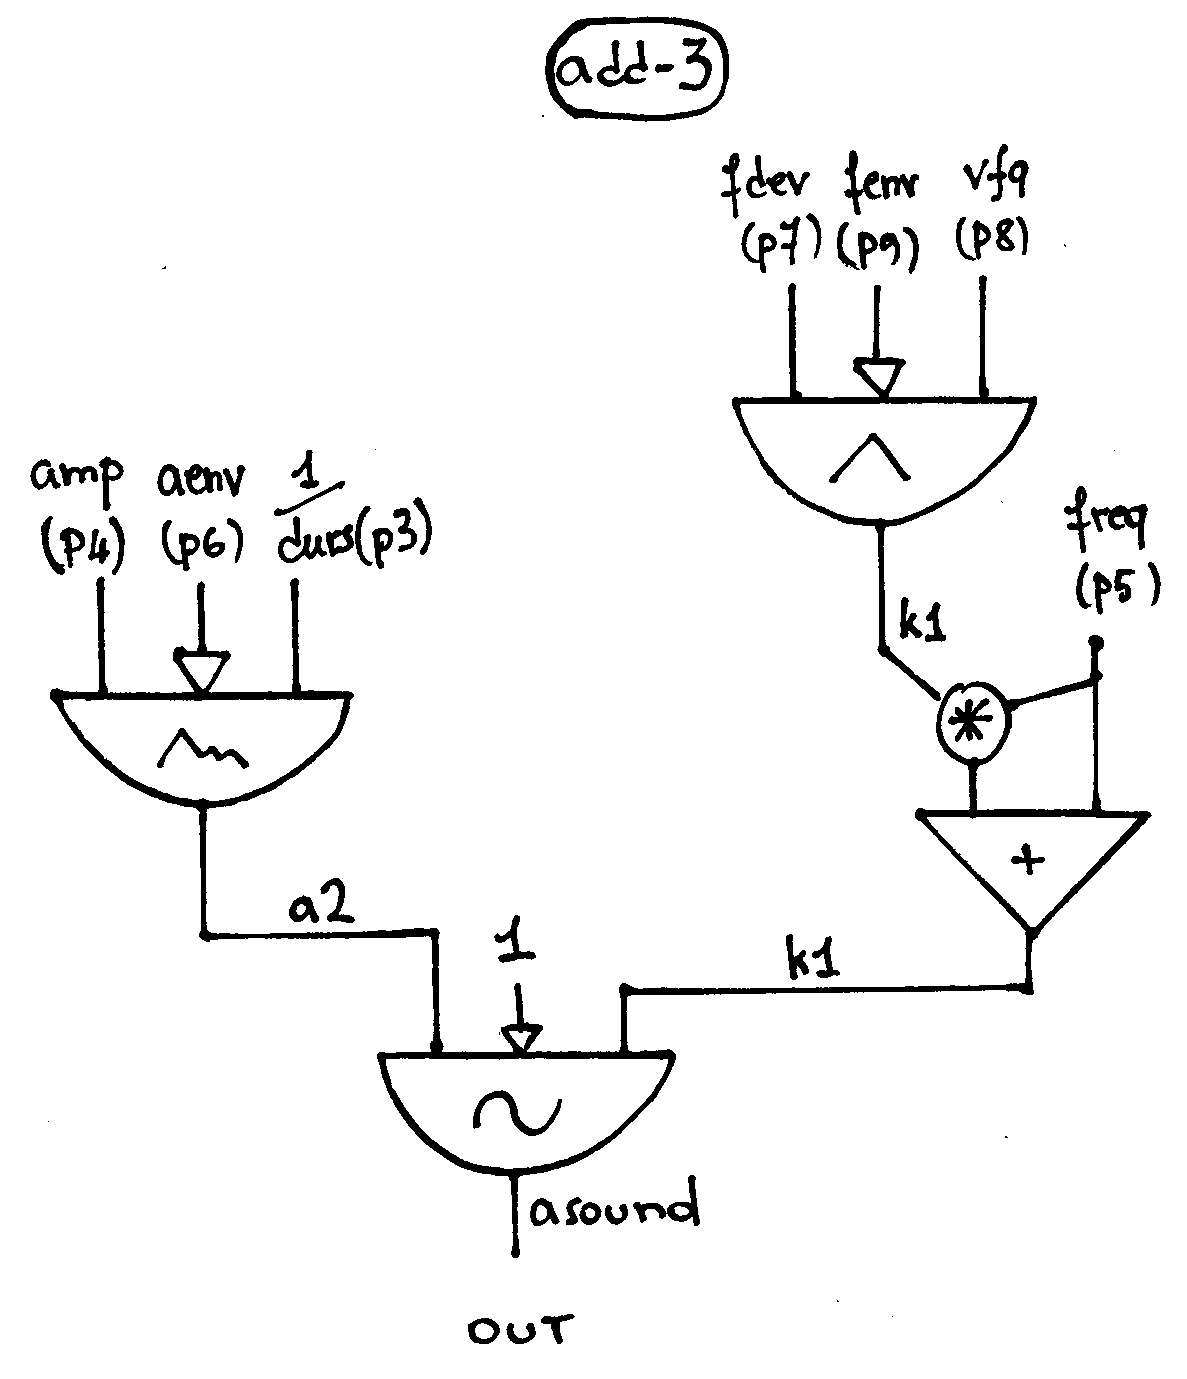 add-3
fdev fenv vfq
(p7) (p9) (p8)
amp aenv 1
(p4) (p6) durs(p3)
freq
(p5)
k1
*
+
a2
1
k1
asound
OUT